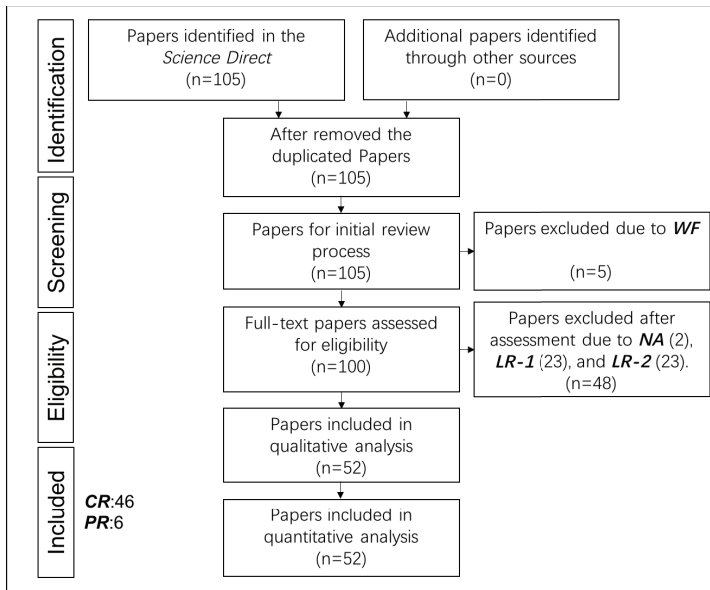 Identification
Papers identified in the
Science Direct
(n=105)
Additional papers identified
through other sources
(n=0)
After removed the
duplicated Papers
(n=105)
Screening
Papers for initial review
process
(n=105)
Papers excluded due to WF
(n=5)
Eligibility
Full-text papers assessed
for eligibility
(n=100)
Papers excluded after
assessment due to NA (2),
LR-1 (23), and LR-2 (23).
(n=48)
Papers included in
qualitative analysis
(n=52)
Included
CR:46
PR:6
Papers included in
quantitative analysis
(n=52)